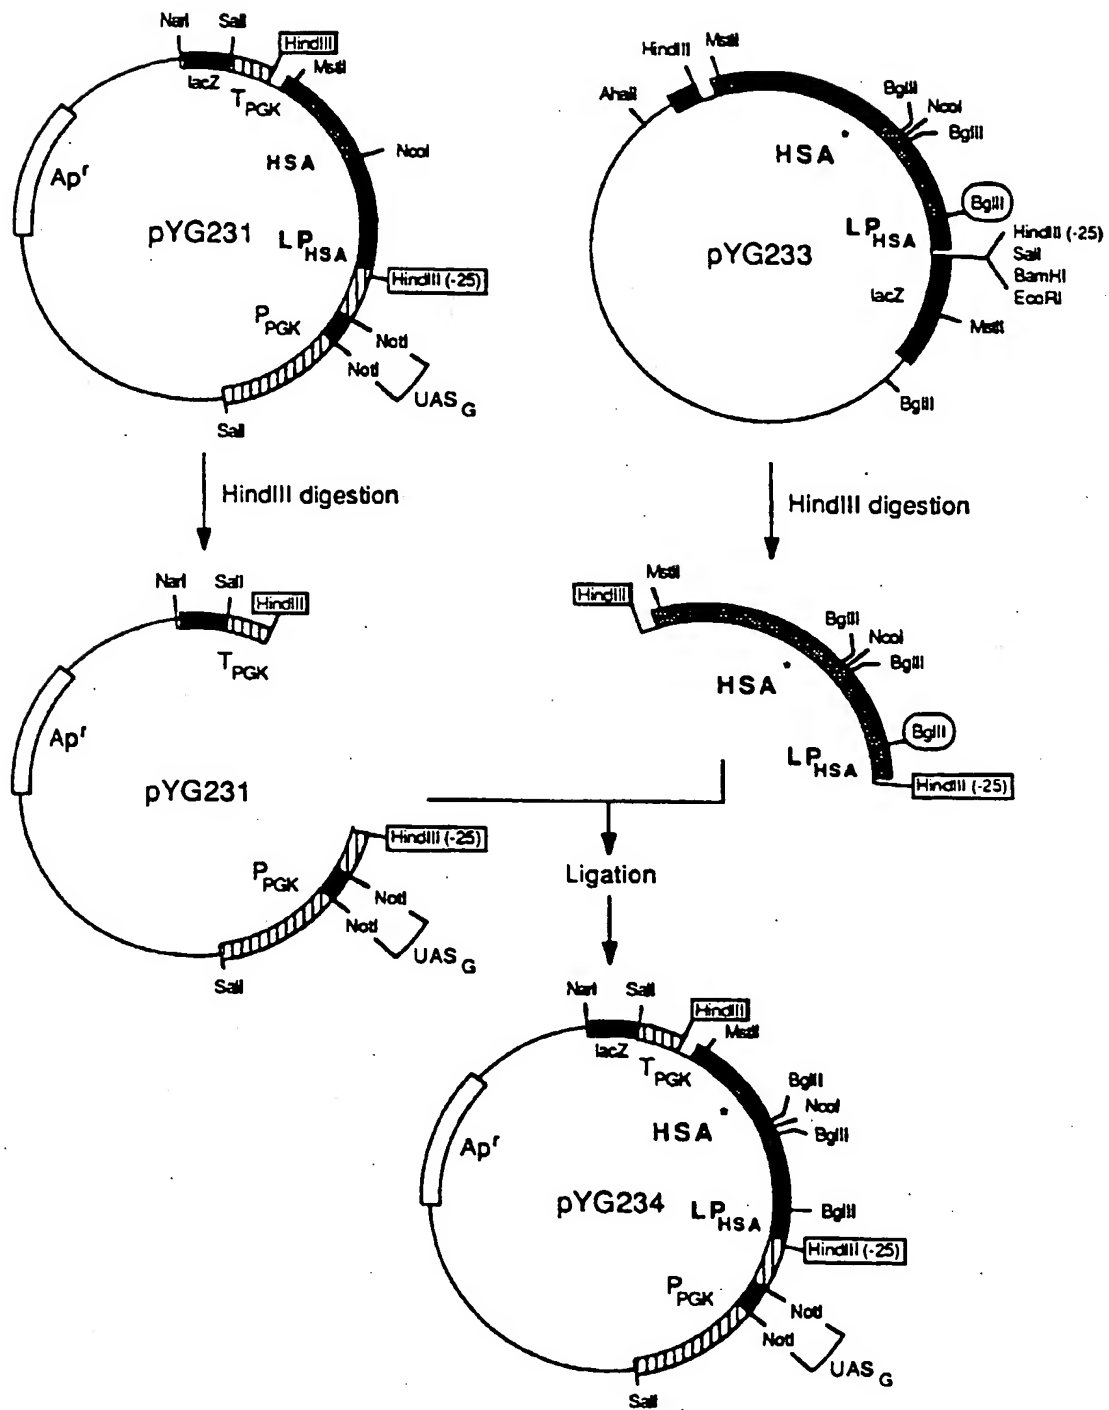 NarI SalI HindIII
MstII
lacZ
T PGK
HSA
NcoI
Ap r
pYG231
LP HSA
HindIII (-25)
P PGK
NotI
NotI
UAS G
SalI
HindIII MstII
AhaII
BglII
NcoI
BglII
HSA *
BglII
LP HSA
pYG233
HindIII (-25)
SalI
BamHI
EcoRI
lacZ
MstII
BglII
HindIII digestion
HindIII digestion
NarI SalI HindIII
T PGK
Ap r
pYG231
HindIII (-25)
P PGK
NotI
NotI
UAS G
SalI
HindIII MstII
BglII
NcoI
BglII
HSA *
BglII
LP HSA
HindIII (-25)
Ligation
NarI SalI HindIII
MstII
lacZ
T PGK
BglII
NcoI
BglII
HSA *
Ap r
pYG234
LP HSA
BglII
HindIII (-25)
P PGK
NotI
NotI
UAS G
SalI